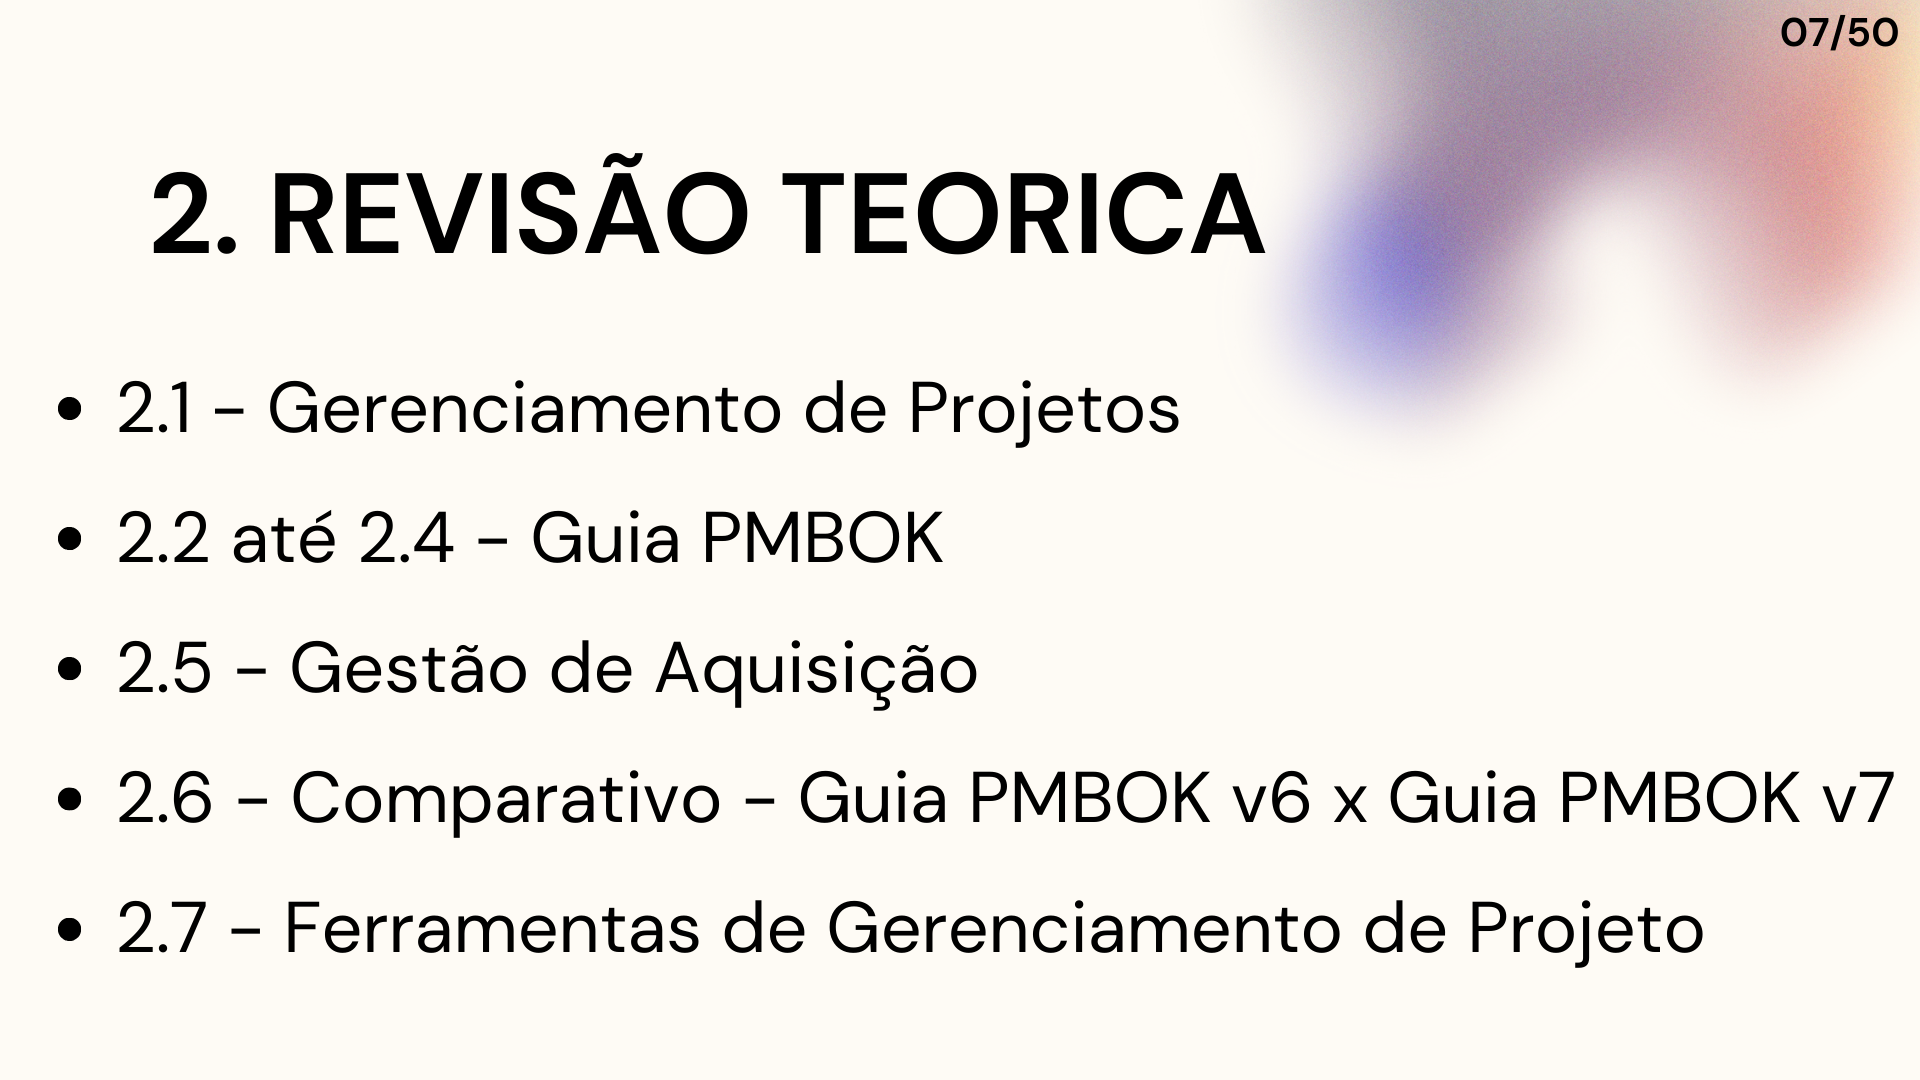 07/50
2. REVISÃO TEORICA
• 2.1 - Gerenciamento de Projetos
• 2.2 até 2.4 - Guia PMBOK
• 2.5 - Gestão de Aquisição
• 2.6 - Comparativo - Guia PMBOK v6 x Guia PMBOK v7
• 2.7 - Ferramentas de Gerenciamento de Projeto